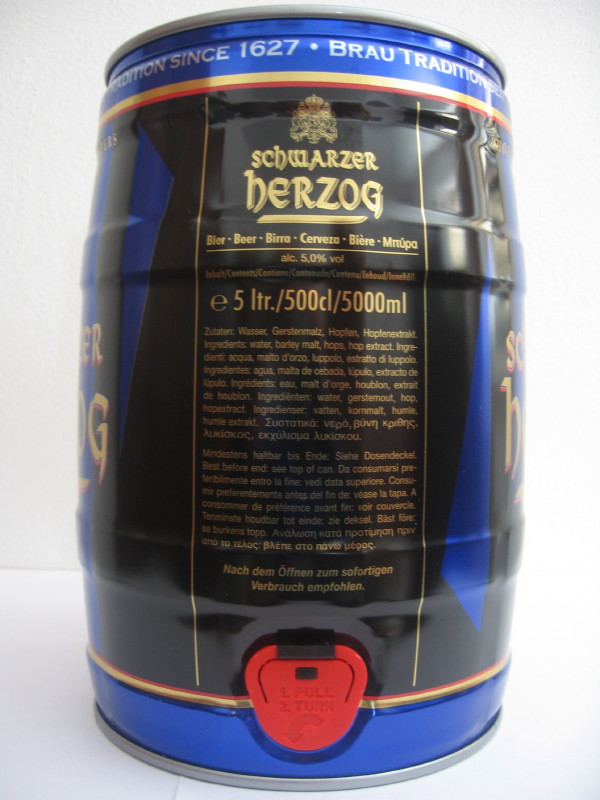 TRADITION SINCE 1627 • BRAU TRADITION SE
SCHWARZER
HERZOG
Bier · Beer · Birra · Cerveza · Bière · Μπύρα
alc. 5,0% vol
Inhalt/Contents/Contiene/Contenuto/Contenu/Inhoud/Innehåll
℮ 5 ltr./500cl/5000ml
Zutaten: Wasser, Gerstenmalz, Hopfen, Hopfenextrakt.
Ingredients: water, barley malt, hops, hop extract. Ingre-
dienti: acqua, malto d'orzo, luppolo, estratto di luppolo.
Ingredientes: agua, malta de cebada, lúpulo, extracto de
lúpulo. Ingrédients: eau, malt d'orge, houblon, extrait
de houblon. Ingrediënten: water, gerstemout, hop,
hopextract. Ingredienser: vatten, kornmalt, humle,
humle extrakt. Συστατικά: νερό, βύνη κριθής,
λυκίσκος, εκχύλισμα λυκίσκου.
Mindestens haltbar bis Ende: Siehe Dosendeckel.
Best before end: see top of can. Da consumarsi pre-
feribilmente entro la fine: vedi data superiore. Consu-
mir preferentemente antes del fin de: véase la tapa. A
consommer de préférence avant fin: voir couvercle.
Tenminste houdbar tot einde: zie deksel. Bäst före:
se burkens topp. Ανάλωση κατά προτίμηση πριν
από το τέλος: βλέπε στο πάνω μέρος.
Nach dem Öffnen zum sofortigen
Verbrauch empfohlen.
1. PULL
2. TURN
ER
OG
SC
h